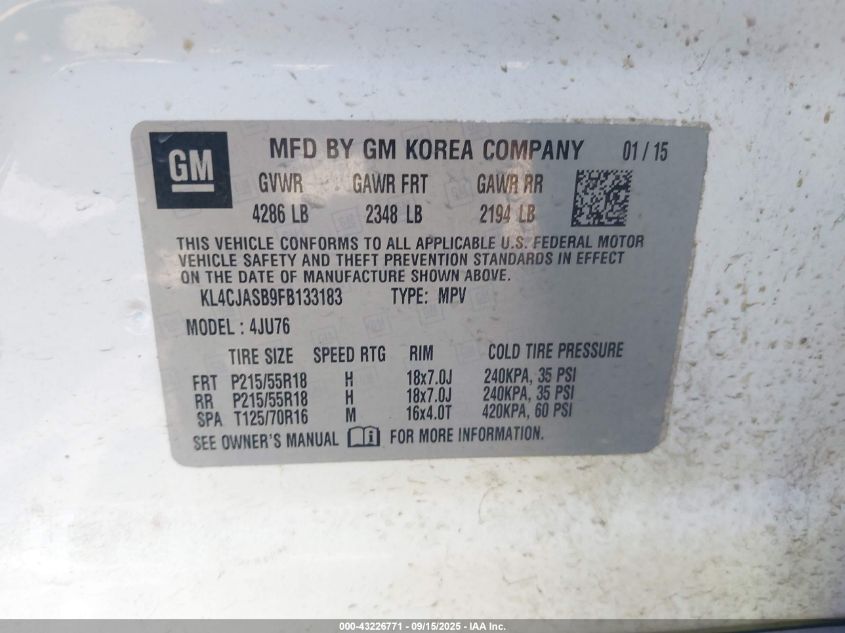 GM
MFD BY GM KOREA COMPANY 01 / 15
GVWR GAWR FRT GAWR RR
4286 LB 2348 LB 2194 LB
THIS VEHICLE CONFORMS TO ALL APPLICABLE U.S. FEDERAL MOTOR
VEHICLE SAFETY AND THEFT PREVENTION STANDARDS IN EFFECT
ON THE DATE OF MANUFACTURE SHOWN ABOVE.
KL4CJASB9FB133183 TYPE: MPV
MODEL : 4JU76
TIRE SIZE SPEED RTG RIM COLD TIRE PRESSURE
FRT P215/55R18 H 18x7.0J 240KPA, 35 PSI
RR P215/55R18 H 18x7.0J 240KPA, 35 PSI
SPA T125/70R16 M 16x4.0T 420KPA, 60 PSI
SEE OWNER'S MANUAL FOR MORE INFORMATION.
000-43226771 - 09/15/2025 - IAA Inc.